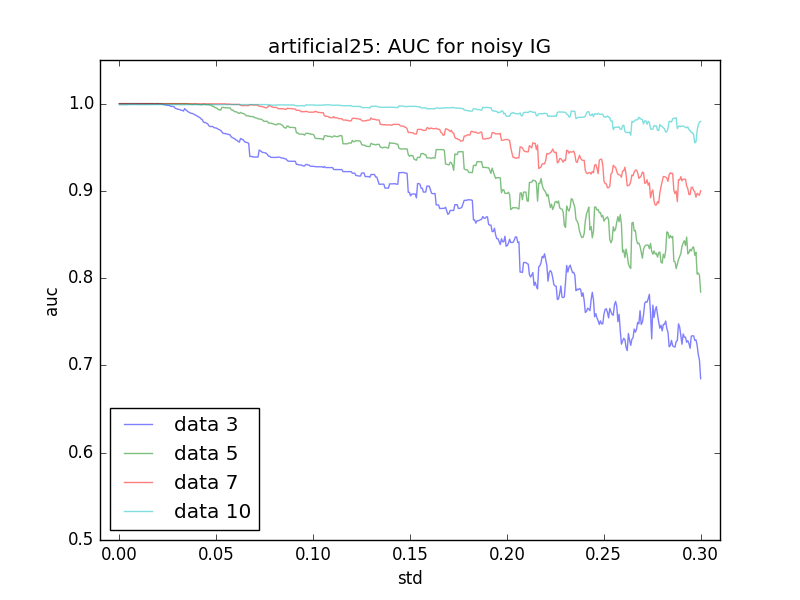 artificial25: AUC for noisy IG
1.0
0.9
0.8
0.7
0.6
0.5
auc
data 3
data 5
data 7
data 10
0.00 0.05 0.10 0.15 0.20 0.25 0.30
std